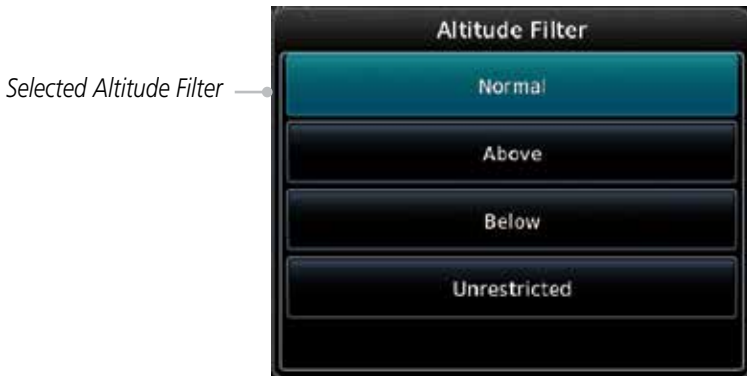 Altitude Filter
Selected Altitude Filter
Normal
Above
Below
Unrestricted